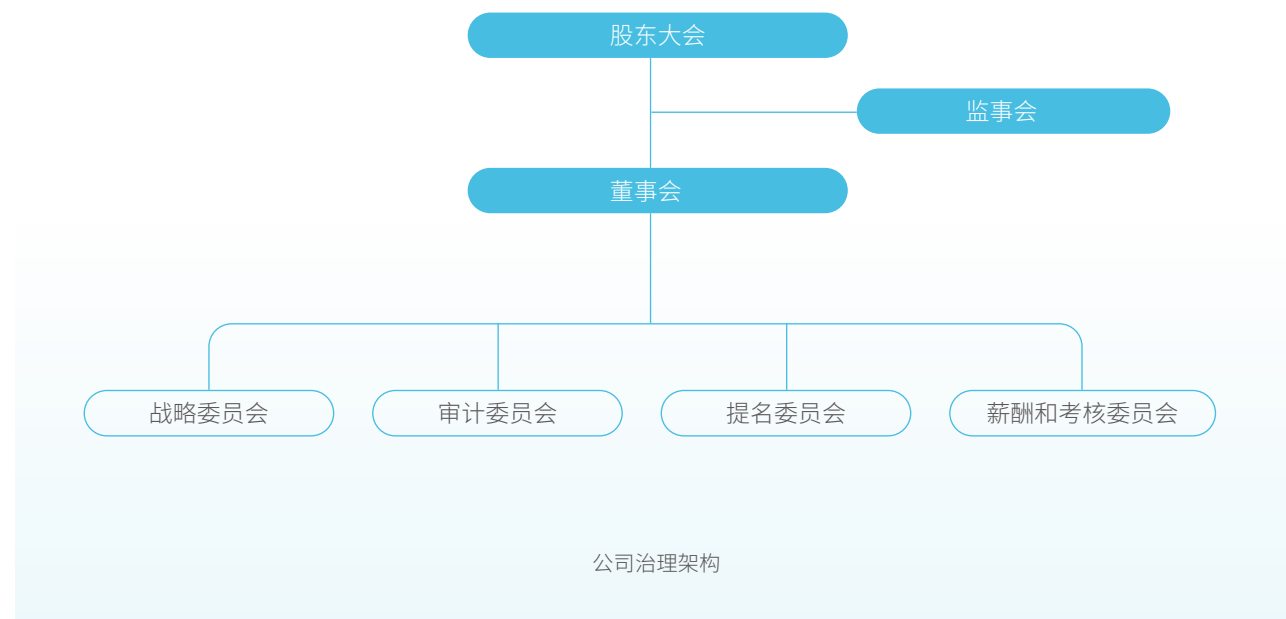 股东大会
监事会
董事会
战略委员会
审计委员会
提名委员会
薪酬和考核委员会
公司治理架构